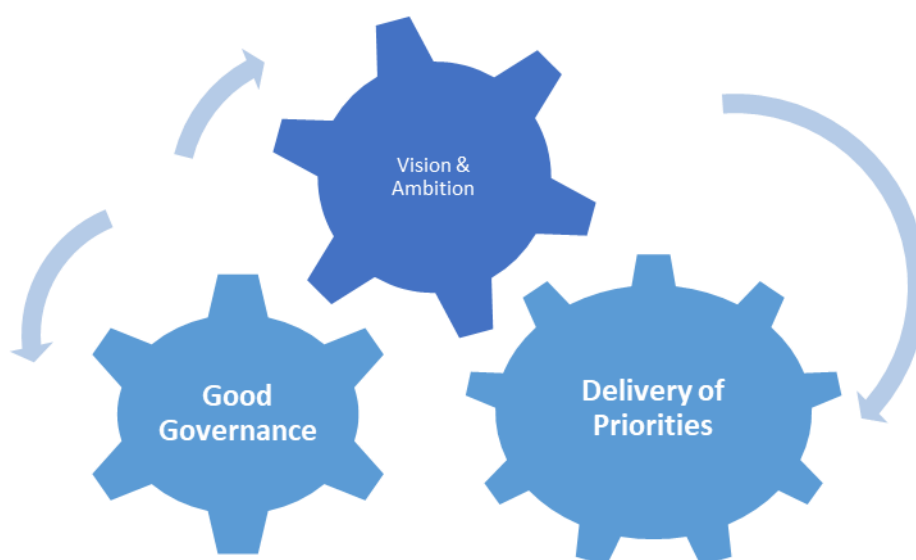 Vision &
Ambition
Good
Governance
Delivery of
Priorities